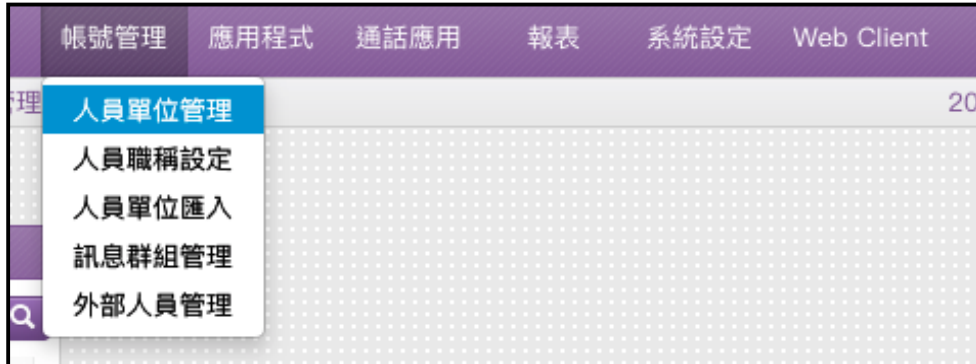 帳號管理 應用程式 通話應用 報表 系統設定 Web Client
理 人員單位管理 20
人員職稱設定
人員單位匯入
訊息群組管理
外部人員管理